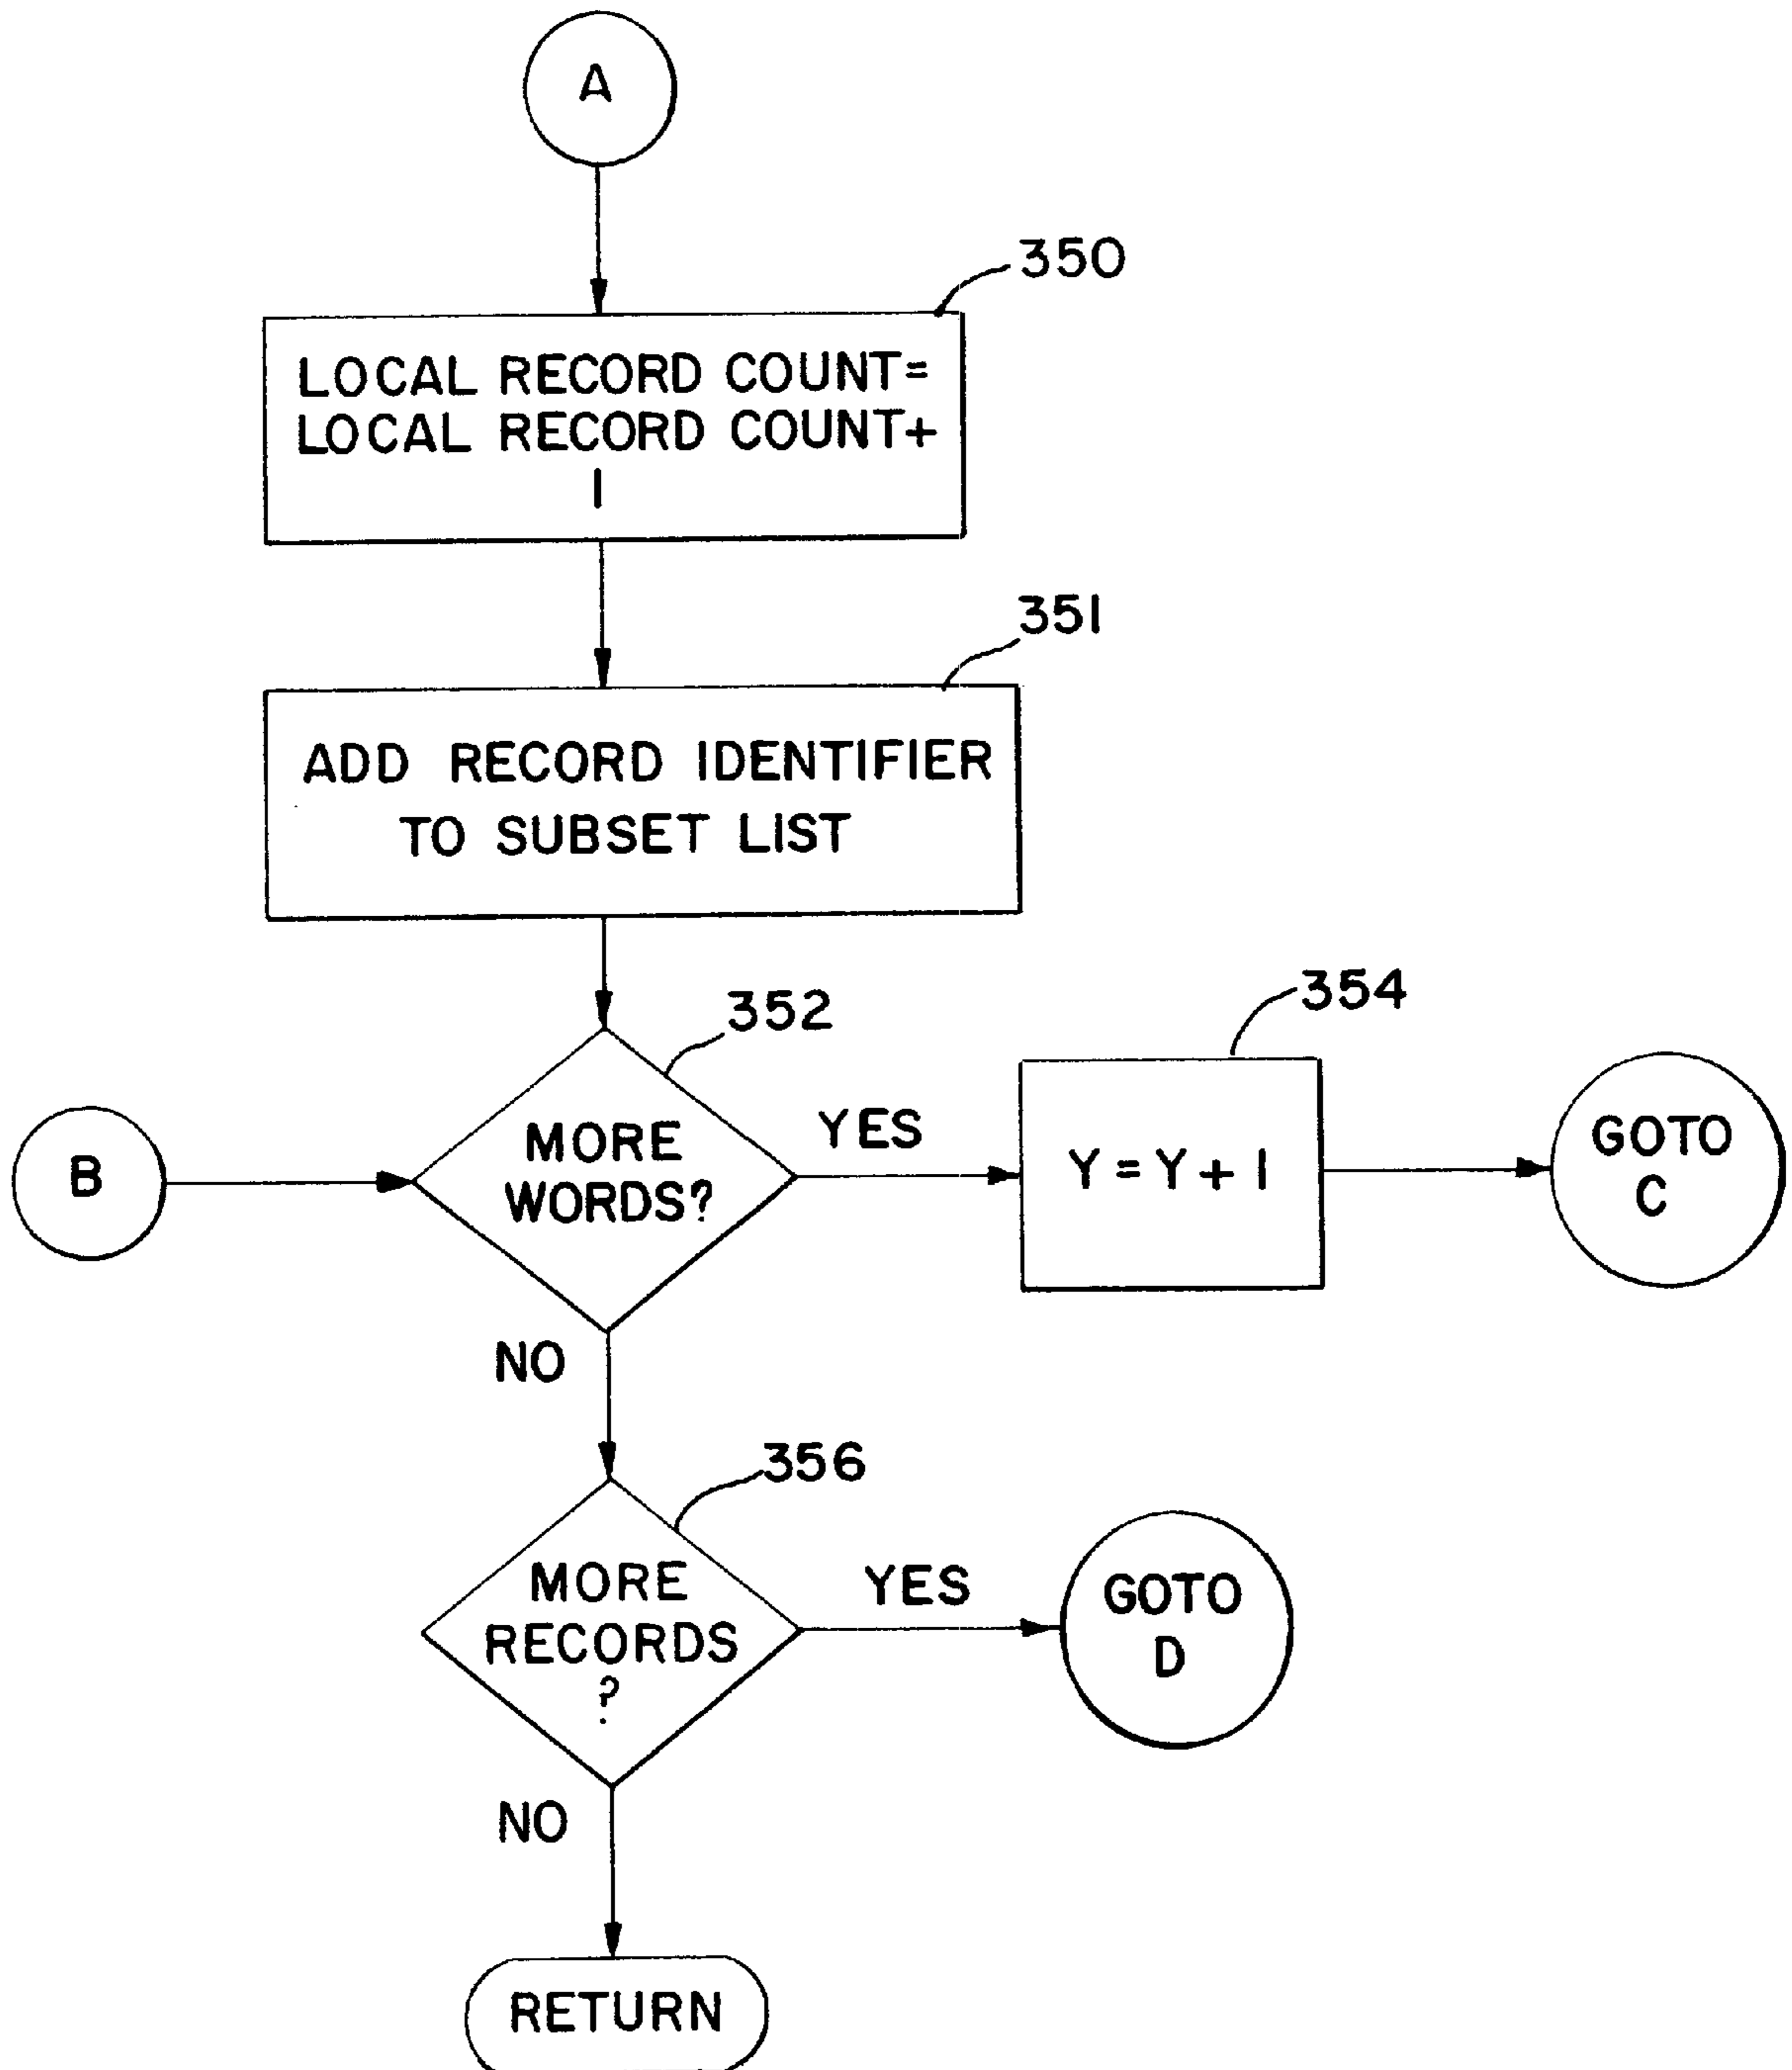 A
350
LOCAL RECORD COUNT=
LOCAL RECORD COUNT+
1
351
ADD RECORD IDENTIFIER
TO SUBSET LIST
352
354
B
MORE
WORDS?
YES
Y = Y + 1
GOTO
C
NO
356
MORE
RECORDS
?
YES
GOTO
D
NO
RETURN